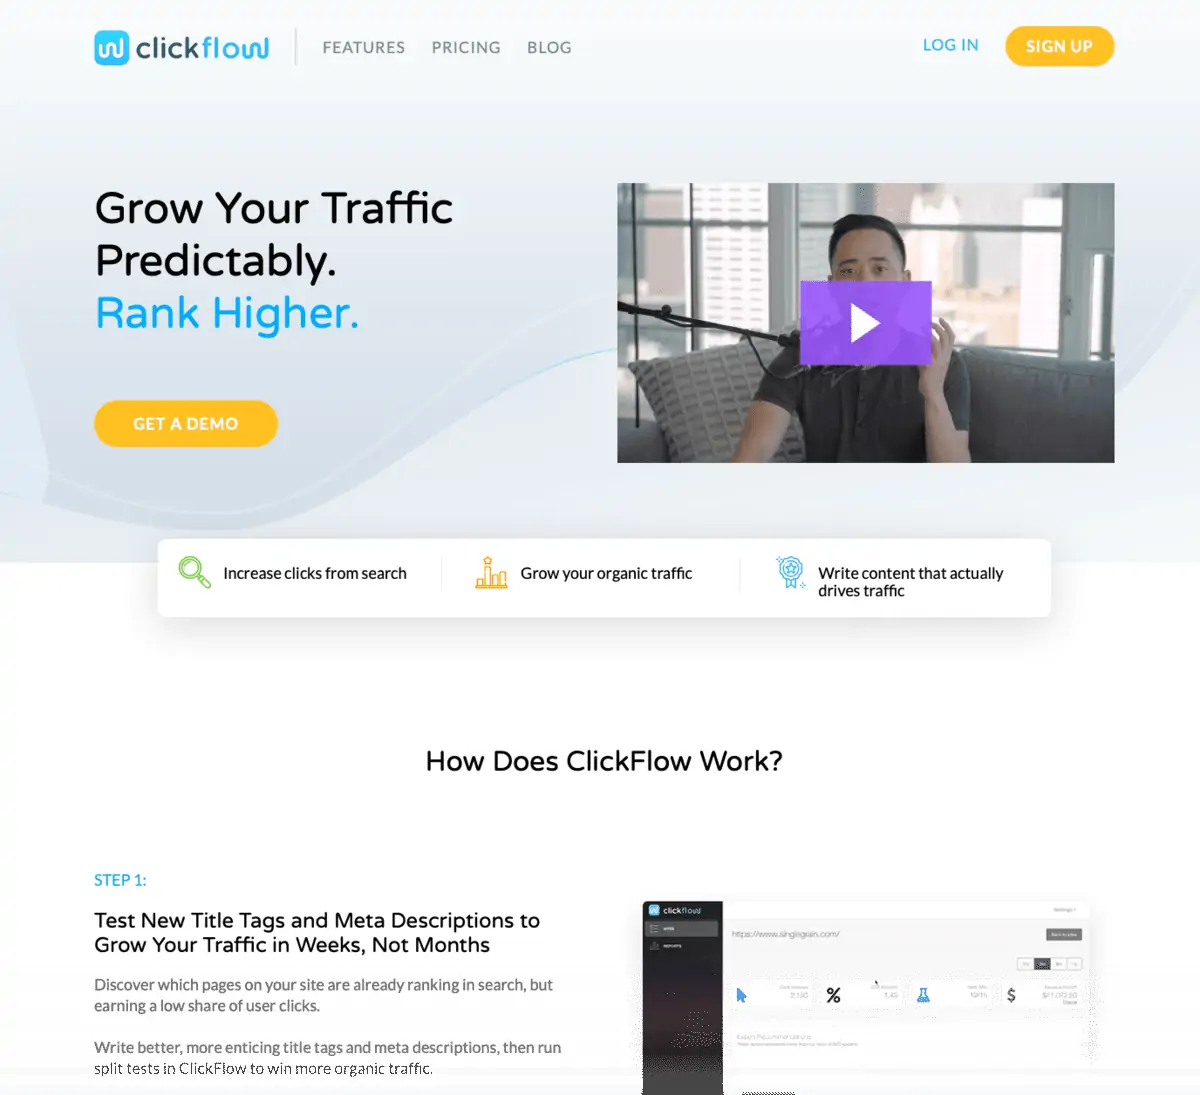 clickflow
FEATURES
PRICING
BLOG
LOG IN
SIGN UP
Grow Your Traffic
Predictably.
Rank Higher.
GET A DEMO
Increase clicks from search
Grow your organic traffic
Write content that actually
drives traffic
How Does ClickFlow Work?
STEP 1:
Test New Title Tags and Meta Descriptions to
Grow Your Traffic in Weeks, Not Months
Discover which pages on your site are already ranking in search, but
earning a low share of user clicks.
Write better, more enticing title tags and meta descriptions, then run
split tests in ClickFlow to win more organic traffic.
clickflow
Settings
https://www.singlegrain.com/
REPORTS
%
$